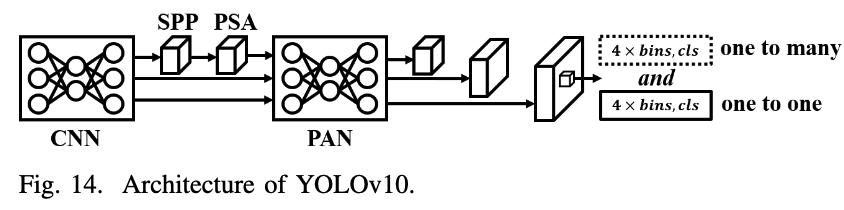 SPP PSA
4 × bins, cls one to many
and
4 × bins, cls one to one
CNN PAN
Fig. 14. Architecture of YOLOv10.